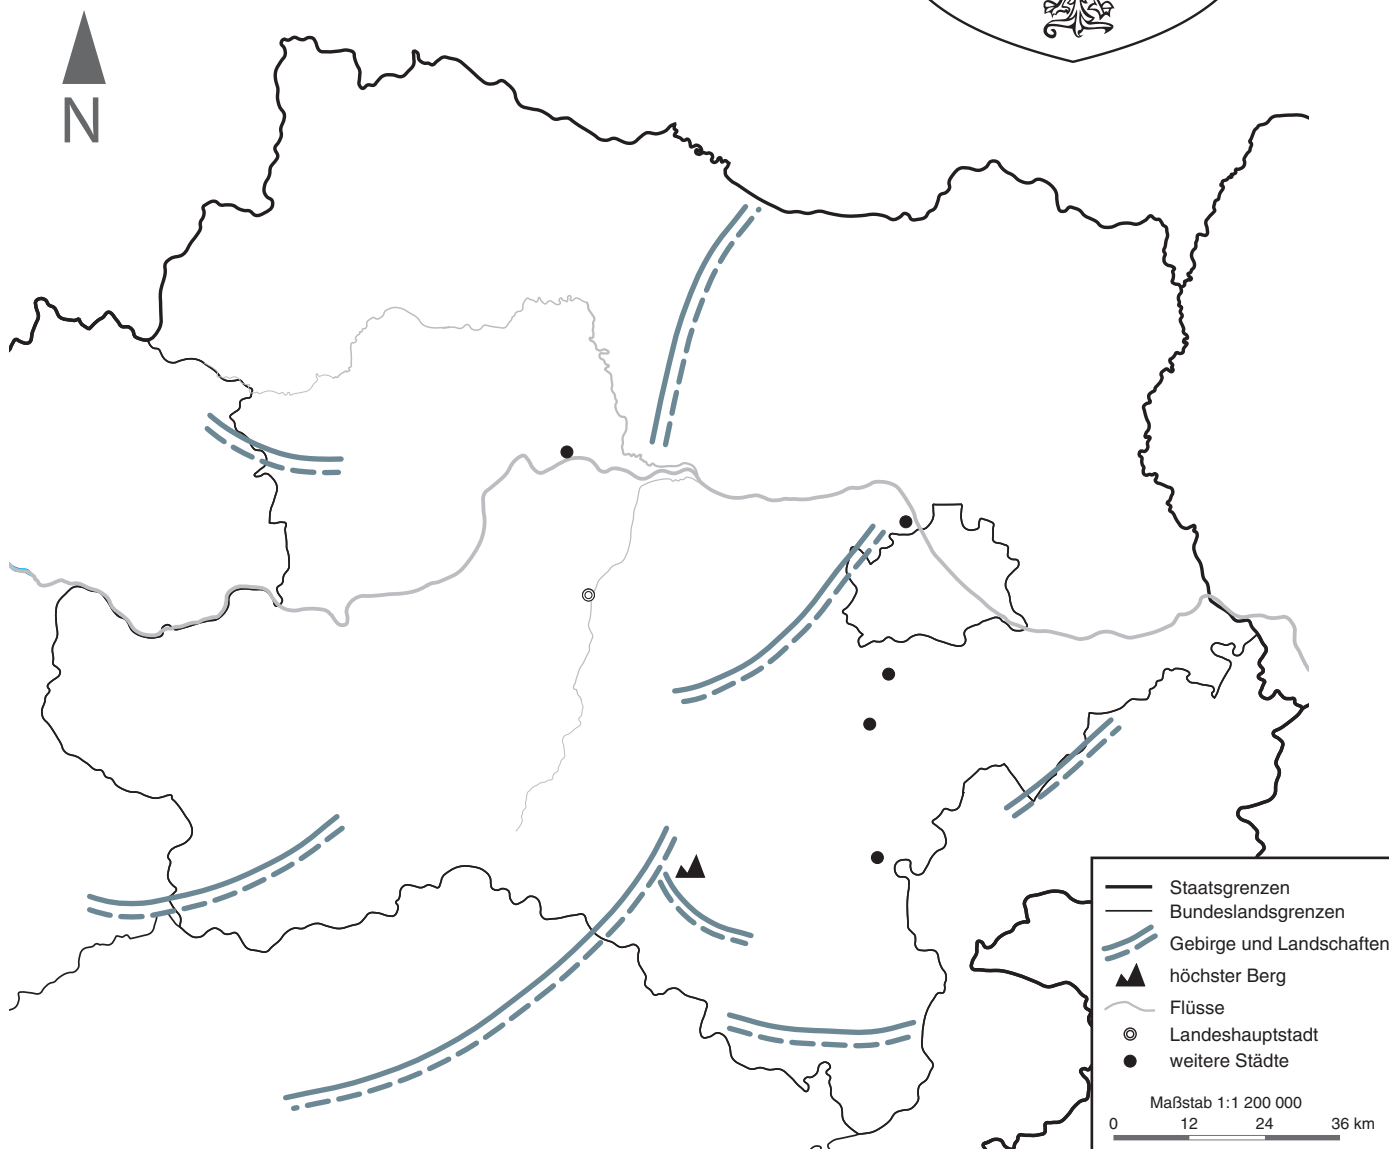 N
Staatsgrenzen
Bundeslandsgrenzen
Gebirge und Landschaften
höchster Berg
Flüsse
Landeshauptstadt
weitere Städte
Maßstab 1:1 200 000
0 12 24 36 km